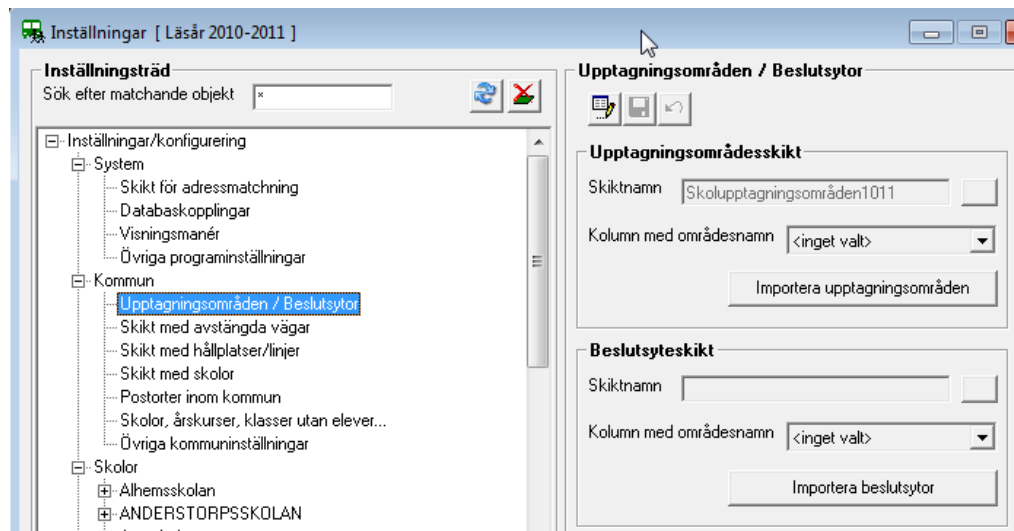 Inställningar [ Läsår 2010-2011 ]
Inställningsträd
Sök efter matchande objekt *
Inställningar/konfigurering
System
Skikt för adressmatchning
Databaskopplingar
Visningsmanér
Övriga programinställningar
Kommun
Upptagningsområden / Beslutsytor
Skikt med avstängda vägar
Skikt med hållplatser/linjer
Skikt med skolor
Postorter inom kommun
Skolor, årskurser, klasser utan elever...
Övriga kommuninställningar
Skolor
Alhemsskolan
ANDERSTORPSSKOLAN
Upptagningsområden / Beslutsytor
Upptagningsområdesskikt
Skiktnamn Skolupptagningsområden1011
Kolumn med områdesnamn <inget valt>
Importera upptagningsområden
Beslutsyteskikt
Skiktnamn
Kolumn med områdesnamn <inget valt>
Importera beslutsytor